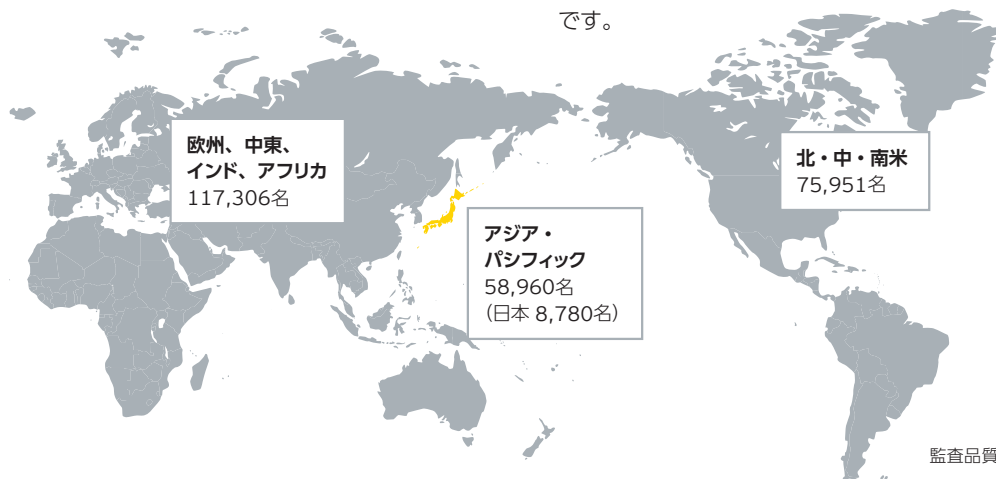 です。
欧州、中東、
インド、アフリカ
117,306名
北・中・南米
75,951名
アジア・
パシフィック
58,960名
(日本 8,780名)
監査品質